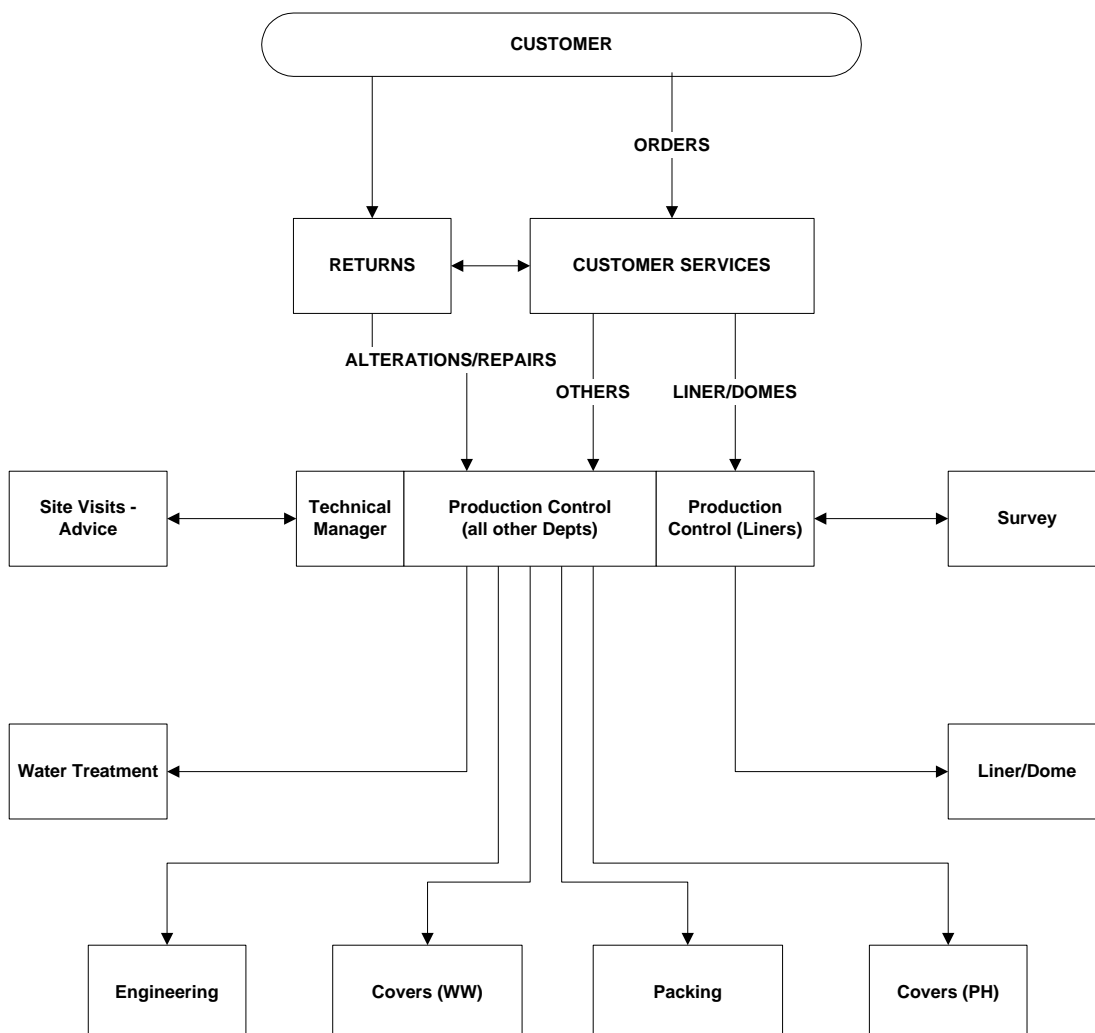 CUSTOMER
ORDERS
RETURNS
CUSTOMER SERVICES
ALTERATIONS/REPAIRS
OTHERS
LINER/DOMES
Site Visits -
Advice
Technical
Manager
Production Control
(all other Depts)
Production
Control (Liners)
Survey
Water Treatment
Liner/Dome
Engineering
Covers (WW)
Packing
Covers (PH)